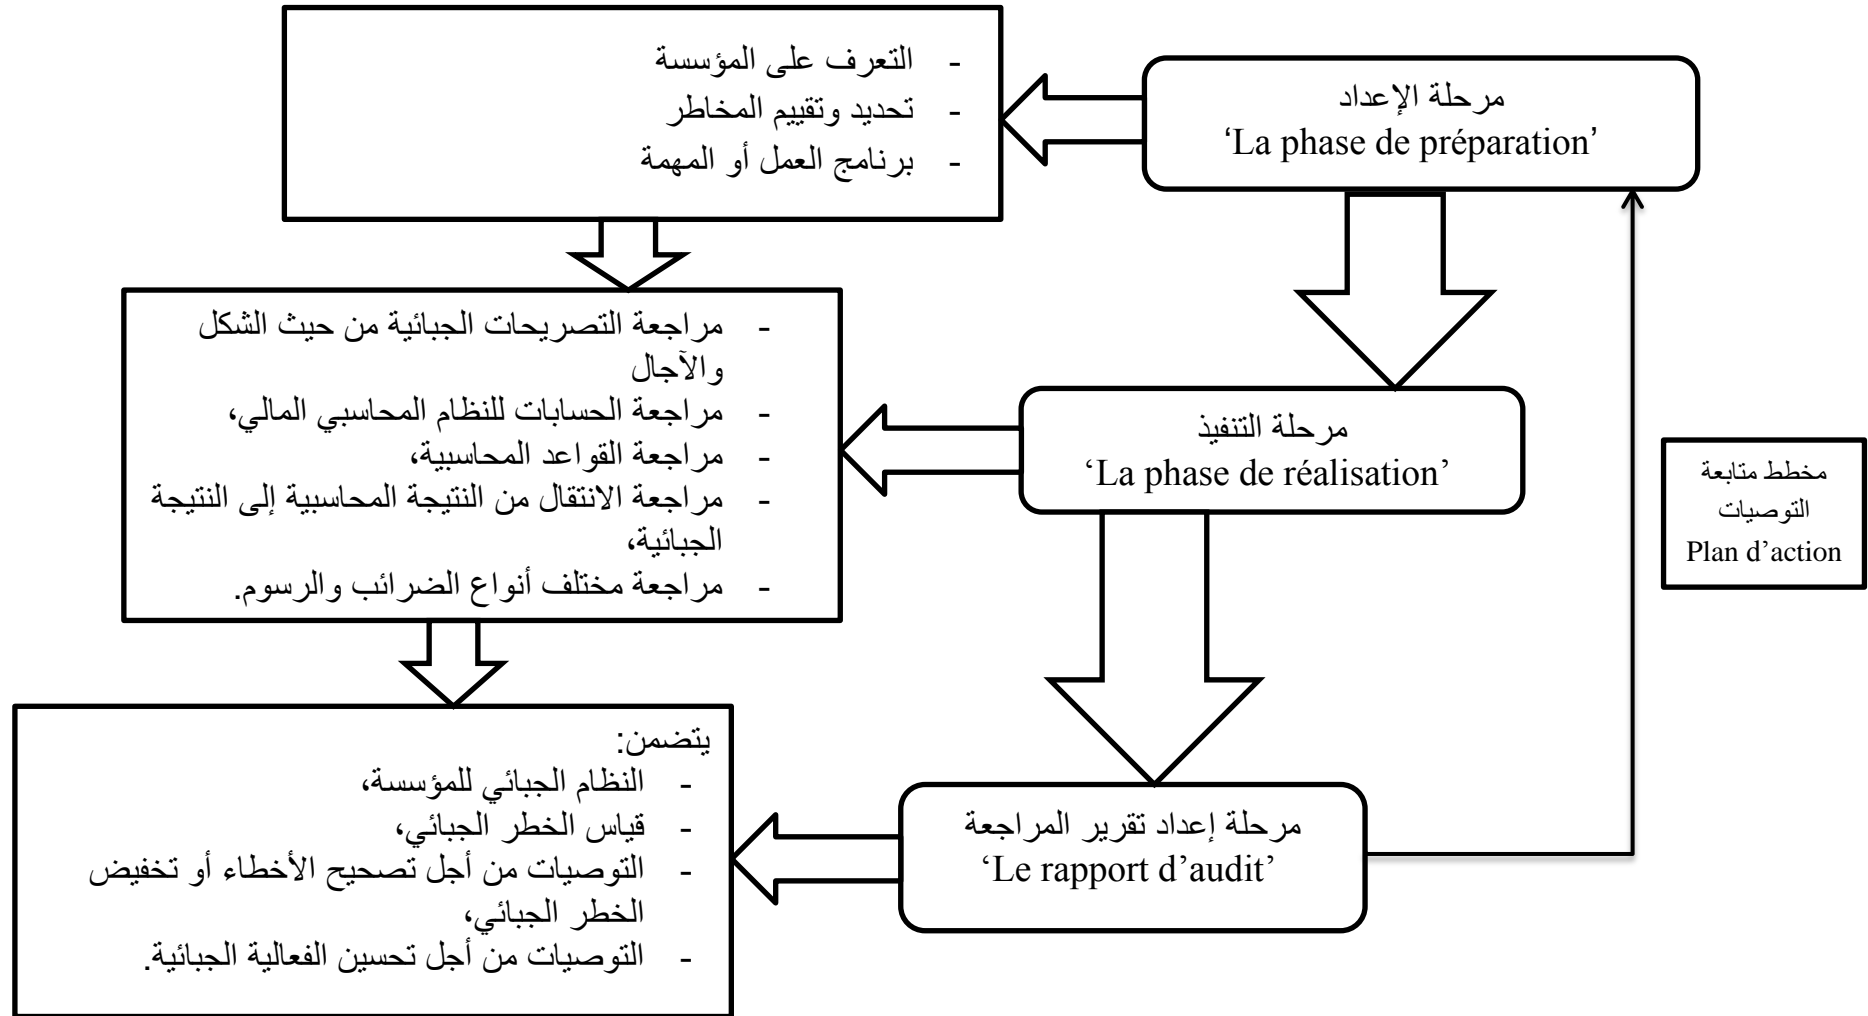 مرحلة الإعداد
‘La phase de préparation’
- التعرف على المؤسسة
- تحديد وتقييم المخاطر
- برنامج العمل أو المهمة
مرحلة التنفيذ
‘La phase de réalisation’
- مراجعة التصريحات الجبائية من حيث الشكل
والآجال
- مراجعة الحسابات للنظام المحاسبي المالي،
- مراجعة القواعد المحاسبية،
- مراجعة الانتقال من النتيجة المحاسبية إلى النتيجة
الجبائية،
- مراجعة مختلف أنواع الضرائب والرسوم.
مخطط متابعة
التوصيات
Plan d’action
مرحلة إعداد تقرير المراجعة
‘Le rapport d’audit’
يتضمن:
- النظام الجبائي للمؤسسة،
- قياس الخطر الجبائي،
- التوصيات من أجل تصحيح الأخطاء أو تخفيض
الخطر الجبائي،
- التوصيات من أجل تحسين الفعالية الجبائية.